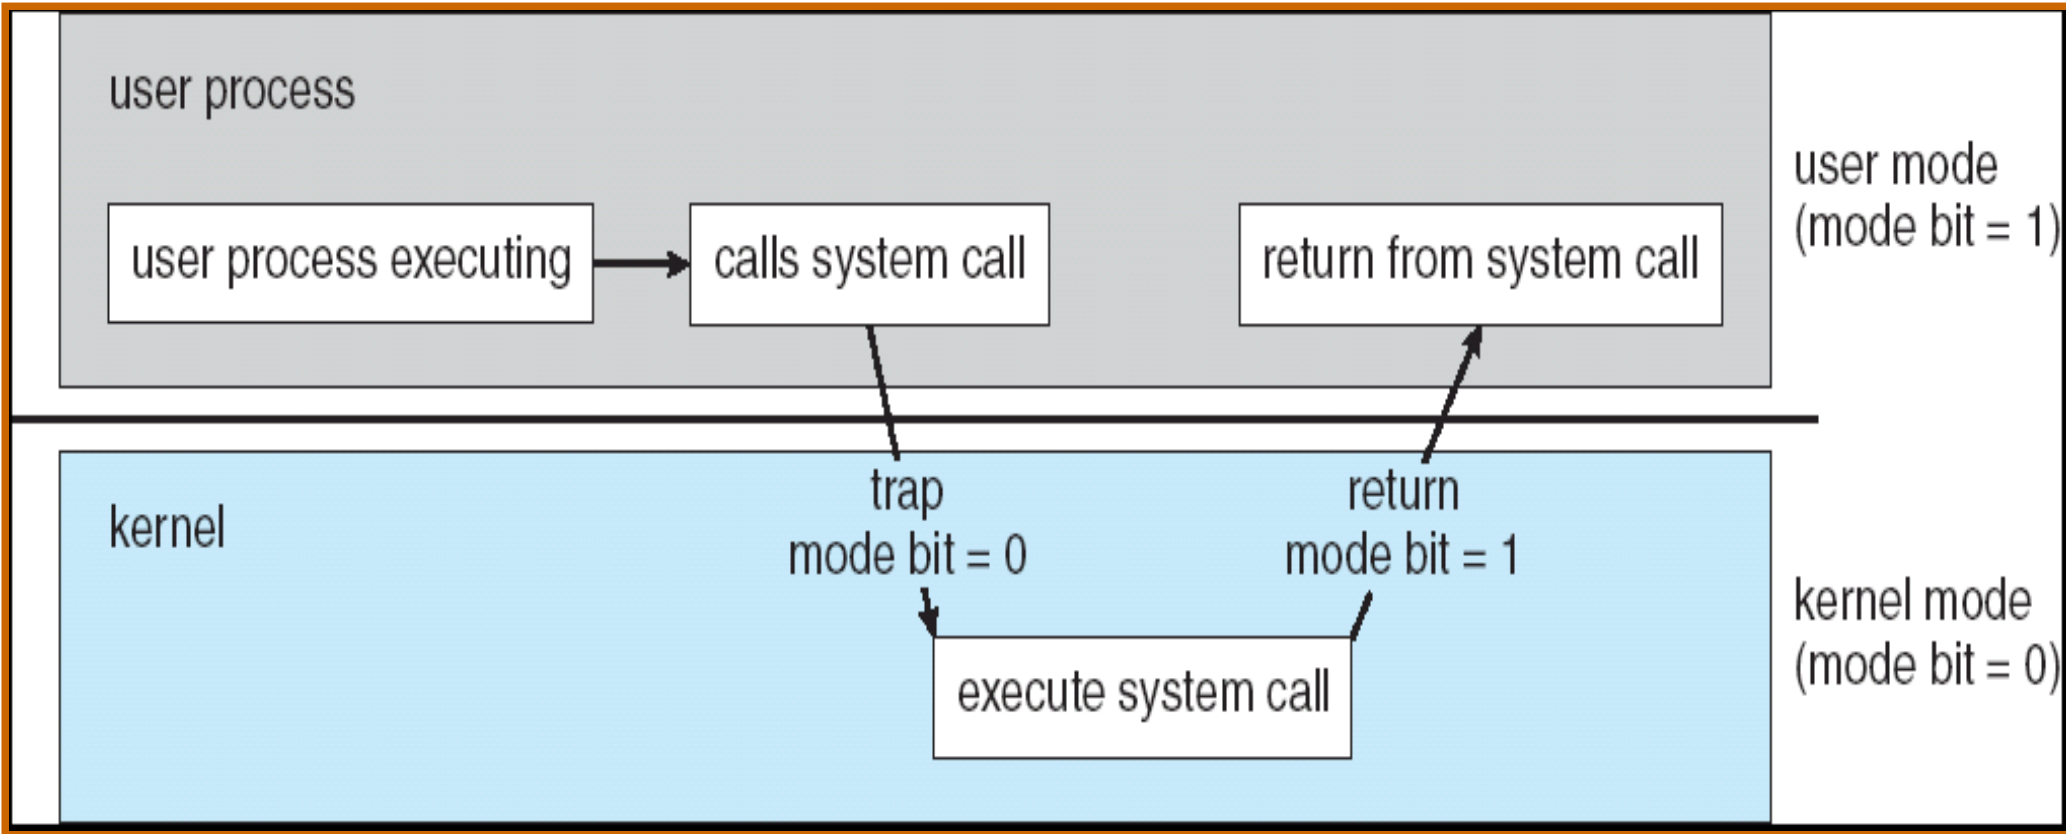 user process
user process executing
calls system call
return from system call
user mode
(mode bit = 1)
kernel
trap
mode bit = 0
return
mode bit = 1
execute system call
kernel mode
(mode bit = 0)